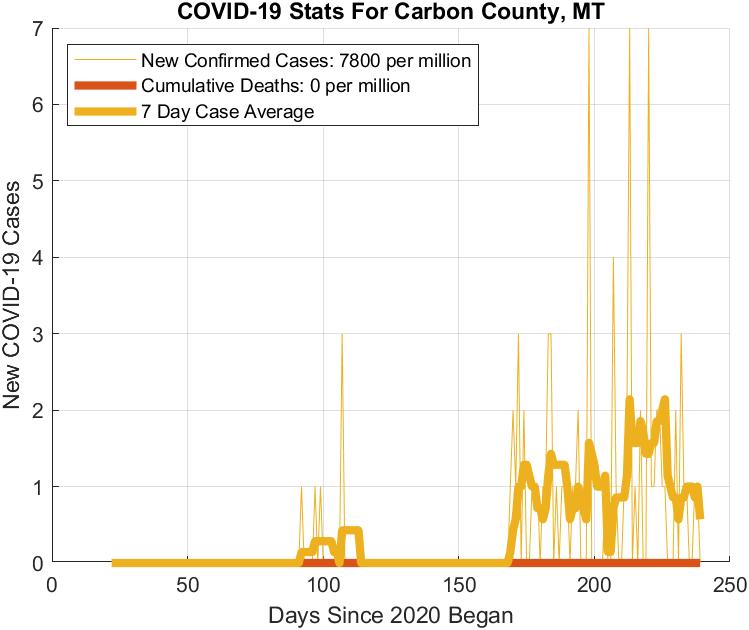 COVID-19 Stats For Carbon County, MT
New Confirmed Cases: 7800 per million
Cumulative Deaths: 0 per million
7 Day Case Average
New COVID-19 Cases
7
6
5
4
3
2
1
0
0 50 100 150 200 250
Days Since 2020 Began